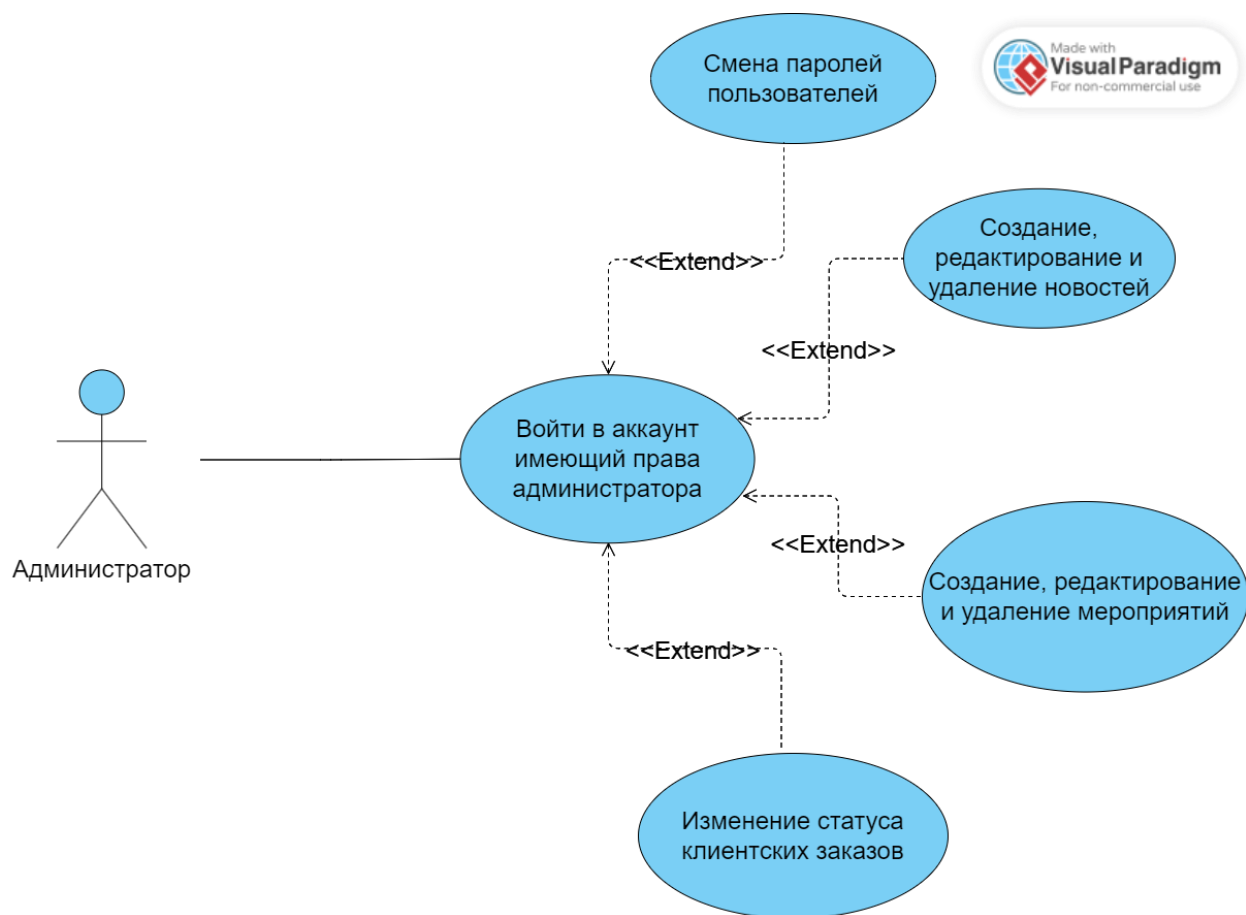 Смена паролей
пользователей
Made with
Visual Paradigm
For non-commercial use
Создание,
редактирование и
удаление новостей
<<Extend>>
<<Extend>>
Войти в аккаунт
имеющий права
администратора
Администратор
<<Extend>>
Создание, редактирование
и удаление мероприятий
<<Extend>>
Изменение статуса
клиентских заказов